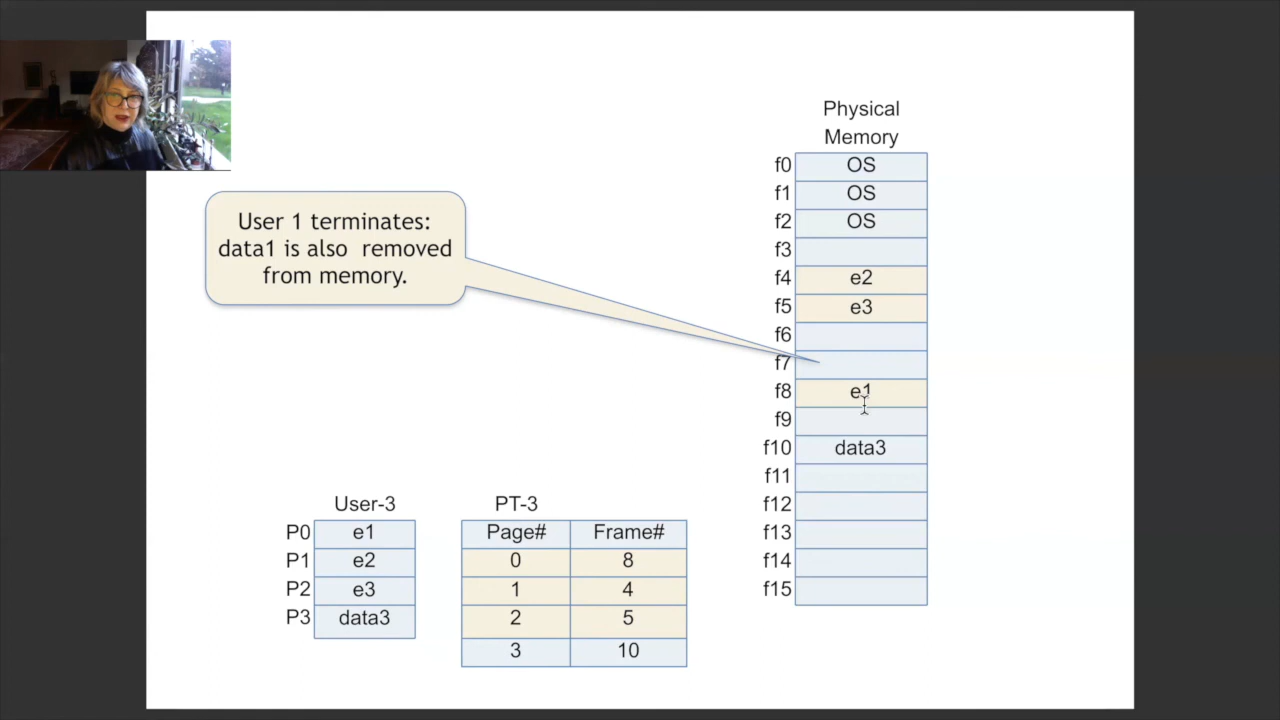 Physical
Memory
f0 OS
f1 OS
f2 OS
f3
f4 e2
f5 e3
f6
f7
f8 e1
f9
f10 data3
f11
f12
f13
f14
f15
User 1 terminates:
data1 is also removed
from memory.
User-3
P0 e1
P1 e2
P2 e3
P3 data3
PT-3
Page# Frame#
0 8
1 4
2 5
3 10